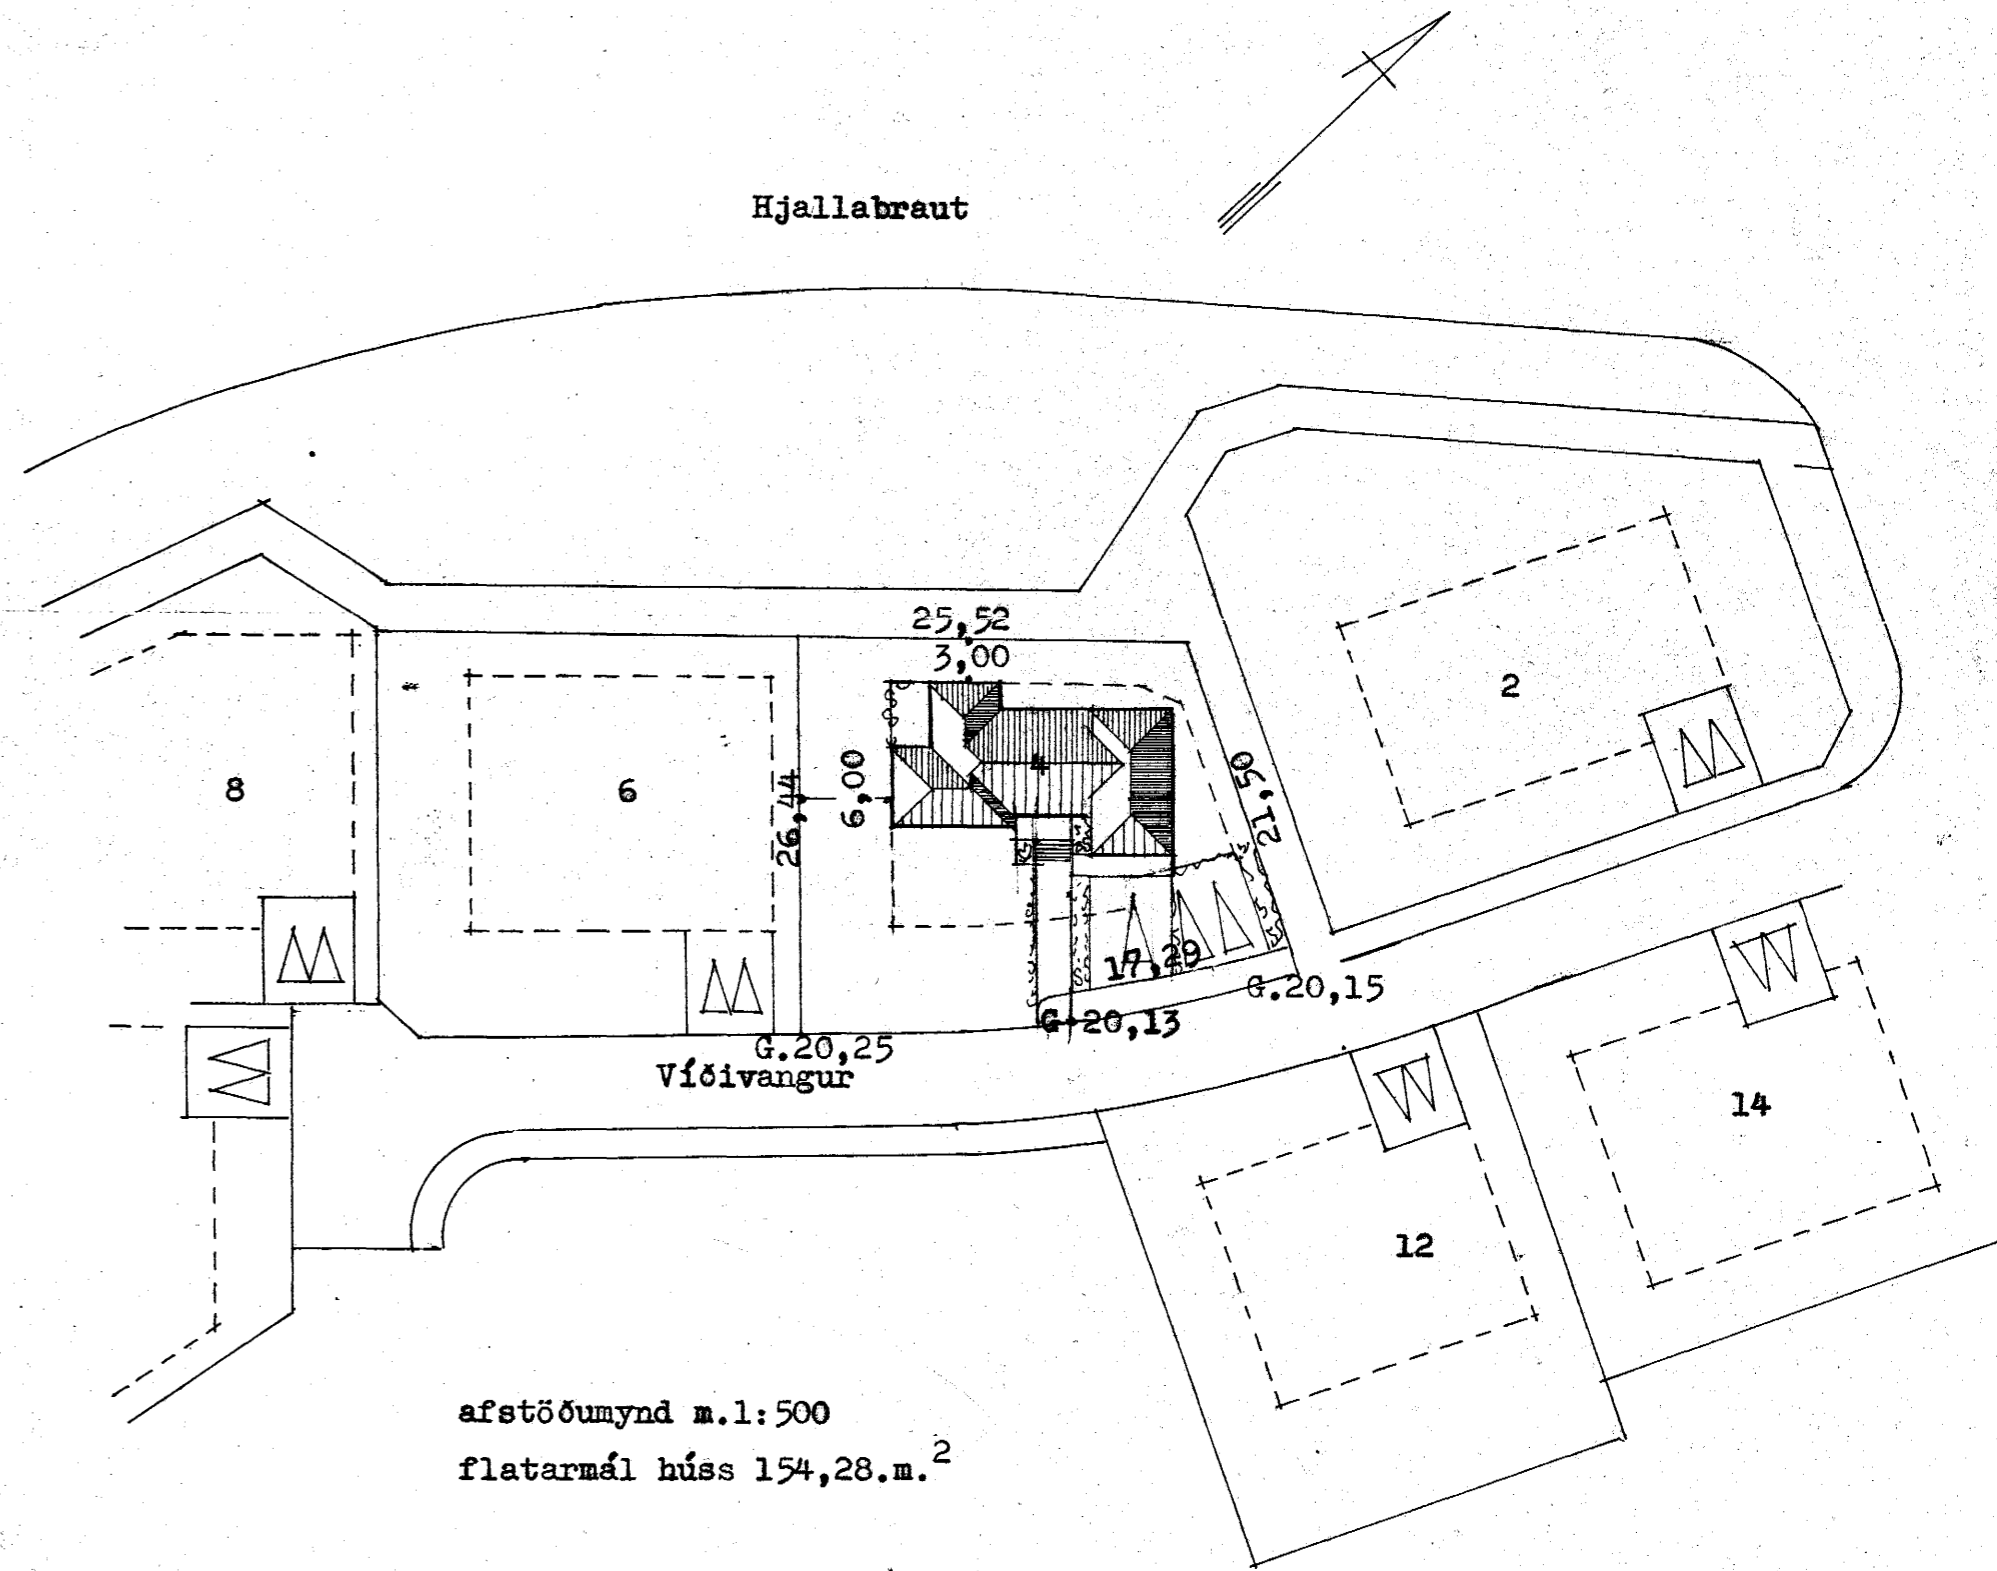 Hjallabraut
25,52
3,00
2
8
6
26,44
6,00
4
21,50
17,29
G.20,15
G 20,13
G.20,25
Víðivangur
14
12
afstöðumynd m.1:500
flatarmál húss 154,28.m.²